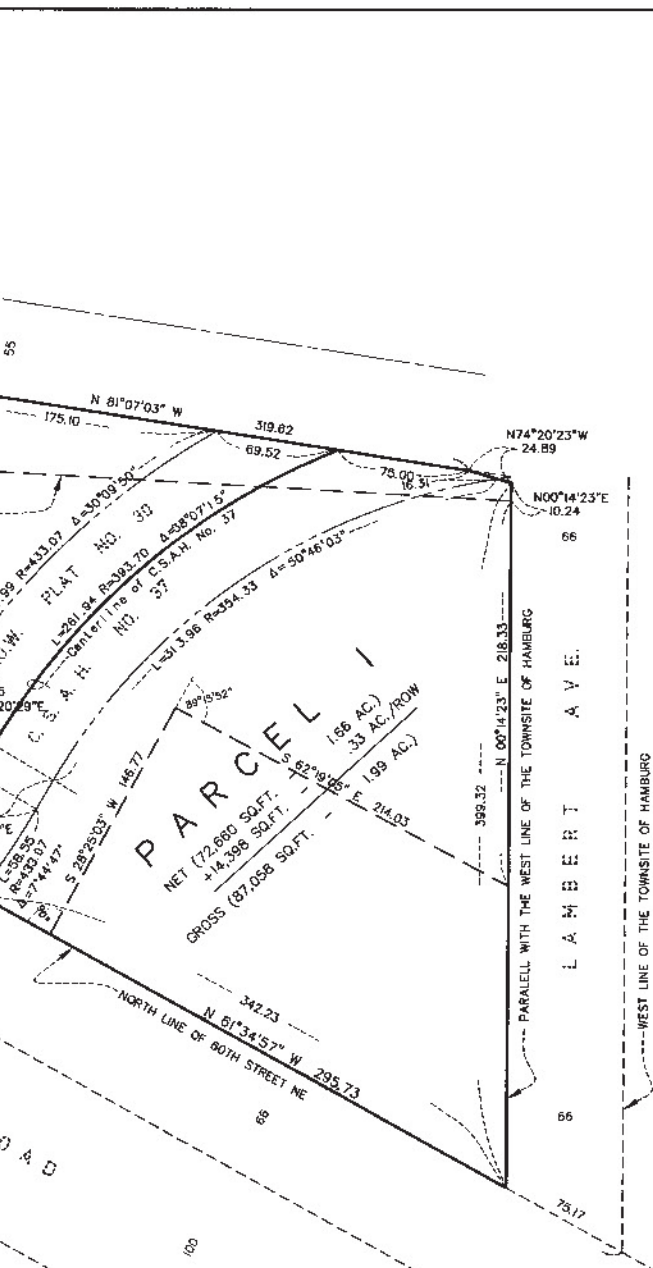 55
N 81°07'03" W
175.10
319.62
69.52
N74°20'23"W
24.89
75.00
16.31
N00°14'23"E
10.24
66
.99 R=433.07 Δ=30°09'50"
PLAT NO. 30
L=261.94 R=393.70 Δ=38°07'15"
Centerline of C.S.A.H. No. 37
C. S. A. H. NO. 37
L=313.96 R=354.33 Δ=50°46'03"
20'29"E
89°15'52"
PARCEL 1
NET (72,660 SQ.FT. - 1.66 AC.)
+14,398 SQ.FT. - .33 AC./ROW
GROSS (87,058 SQ.FT. - 1.99 AC.)
S 62°19'05" E 214.03
S 28°25'03" W 146.77
L=58.55
R=433.07
Δ=7°44'47"
N 00°14'23" E 218.33
399.32
PARALELL WITH THE WEST LINE OF THE TOWNSITE OF HAMBURG
LAMBERT AVE.
WEST LINE OF THE TOWNSITE OF HAMBURG
342.23
N 61°34'57" W 295.73
NORTH LINE OF 60TH STREET NE
66
66
75.17
OAD
100